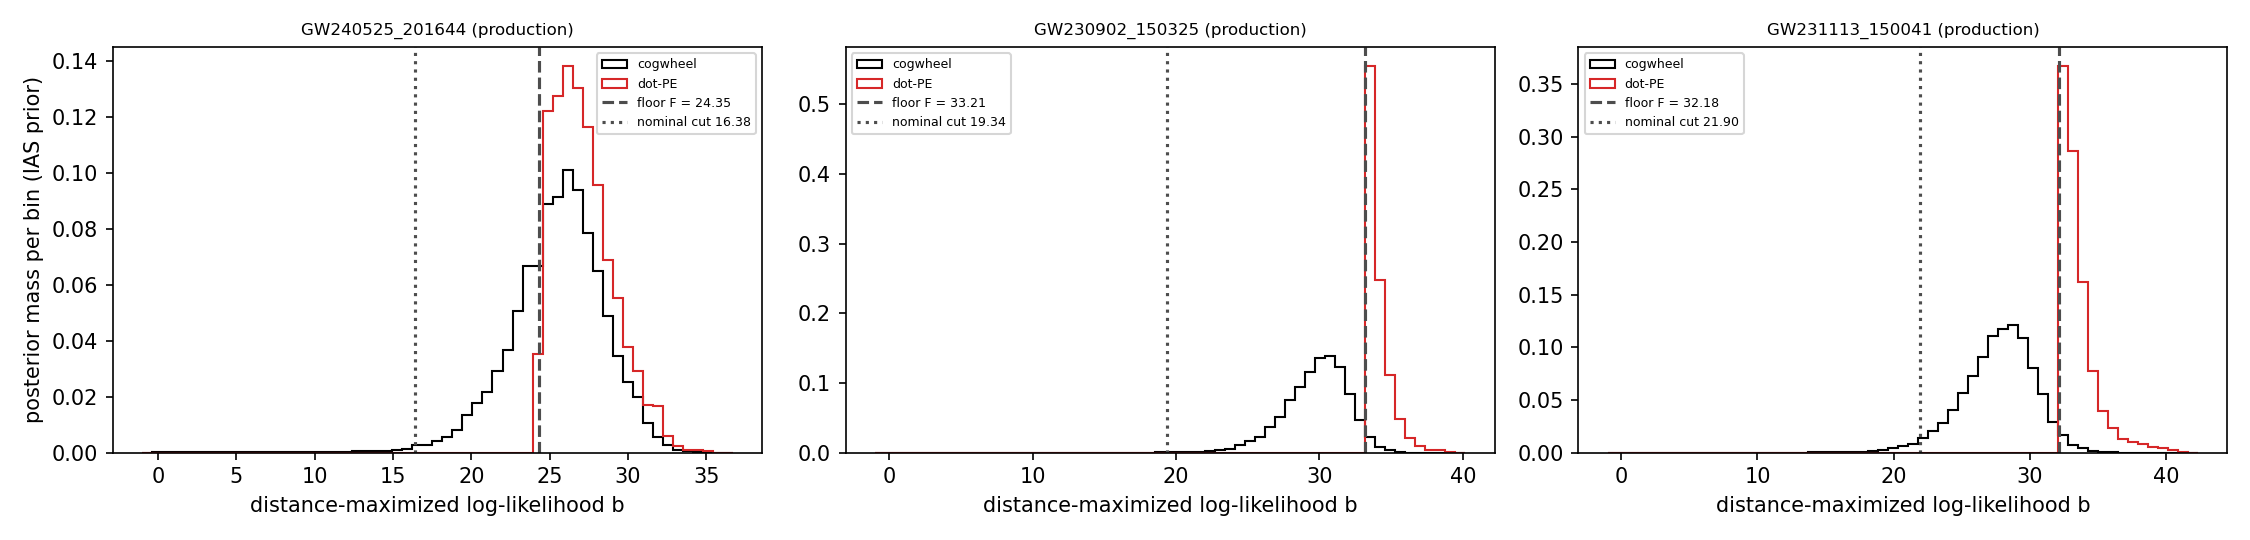 GW240525_201644 (production)
posterior mass per bin (IAS prior)
0.14
0.12
0.10
0.08
0.06
0.04
0.02
0.00
cogwheel
dot-PE
floor F = 24.35
nominal cut 16.38
0 5 10 15 20 25 30 35
distance-maximized log-likelihood b
GW230902_150325 (production)
0.5
0.4
0.3
0.2
0.1
0.0
cogwheel
dot-PE
floor F = 33.21
nominal cut 19.34
0 10 20 30 40
distance-maximized log-likelihood b
GW231113_150041 (production)
0.35
0.30
0.25
0.20
0.15
0.10
0.05
0.00
cogwheel
dot-PE
floor F = 32.18
nominal cut 21.90
0 10 20 30 40
distance-maximized log-likelihood b